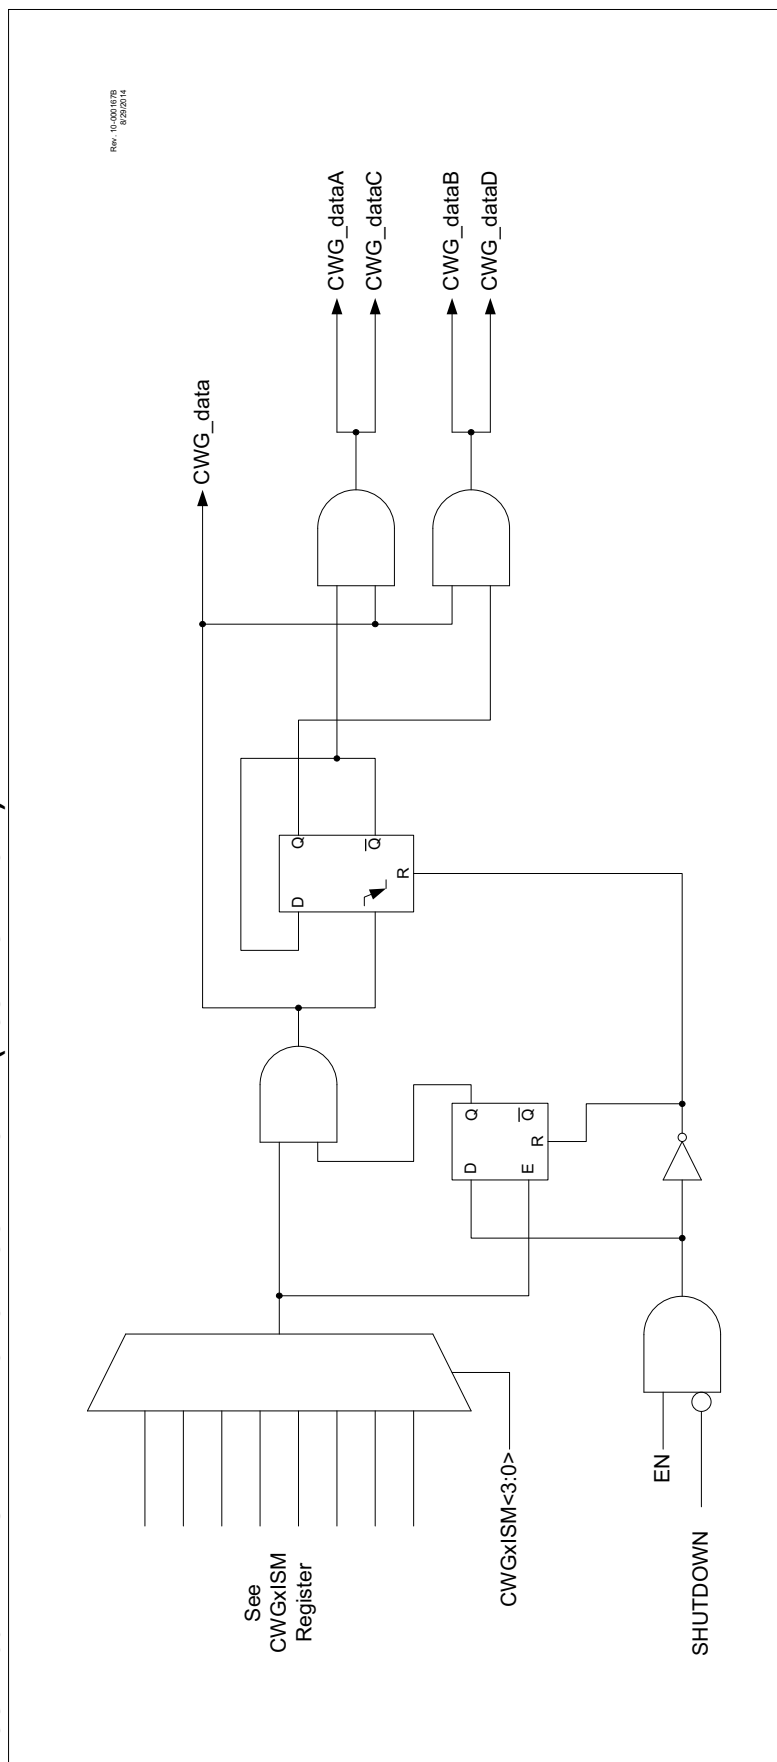 Rev. 10-000167B
8/29/2014
CWG_data
CWG_dataA
CWG_dataC
CWG_dataB
CWG_dataD
D
Q
Q
R
D
Q
Q
E
R
See
CWGxISM
Register
CWGxISM<3:0>
EN
SHUTDOWN